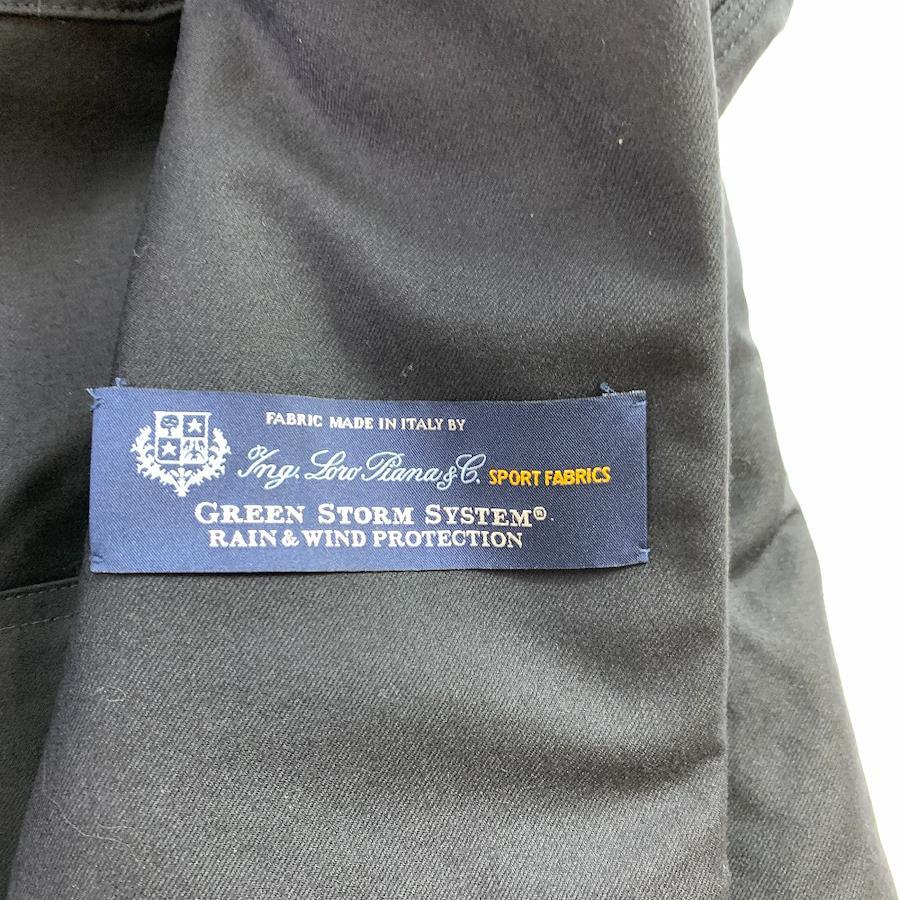 FABRIC MADE IN ITALY BY
Ing. Loro Piana & C. SPORT FABRICS
GREEN STORM SYSTEM®
RAIN & WIND PROTECTION